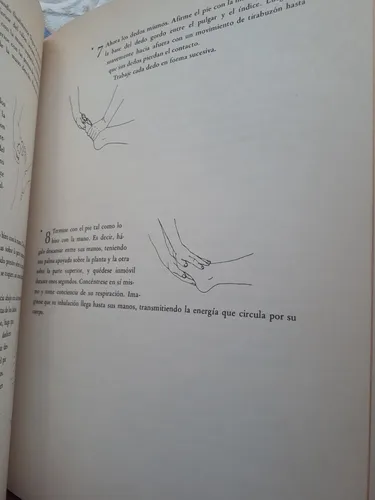 7 Ahora los dedos mismos. Afirme el pie con la
la base del dedo gordo entre el pulgar y el índice.
mente hacia afuera con un movimiento de tirabuzón hasta
que sus dedos pierdan el contacto.
Trabaje cada dedo en forma sucesiva.
8 Termine con el pie tal como lo
hizo con la mano. Es decir, há-
galo descansar entre sus manos, teniendo
una palma apoyada sobre la planta y la otra
sobre la parte superior, y quédese inmóvil
unos segundos. Concéntrese en sí mis-
mo y tome conciencia de su respiración. Ima-
gínese que su inhalación llega hasta sus manos, transmitiendo la energía que circula por su
cuerpo.